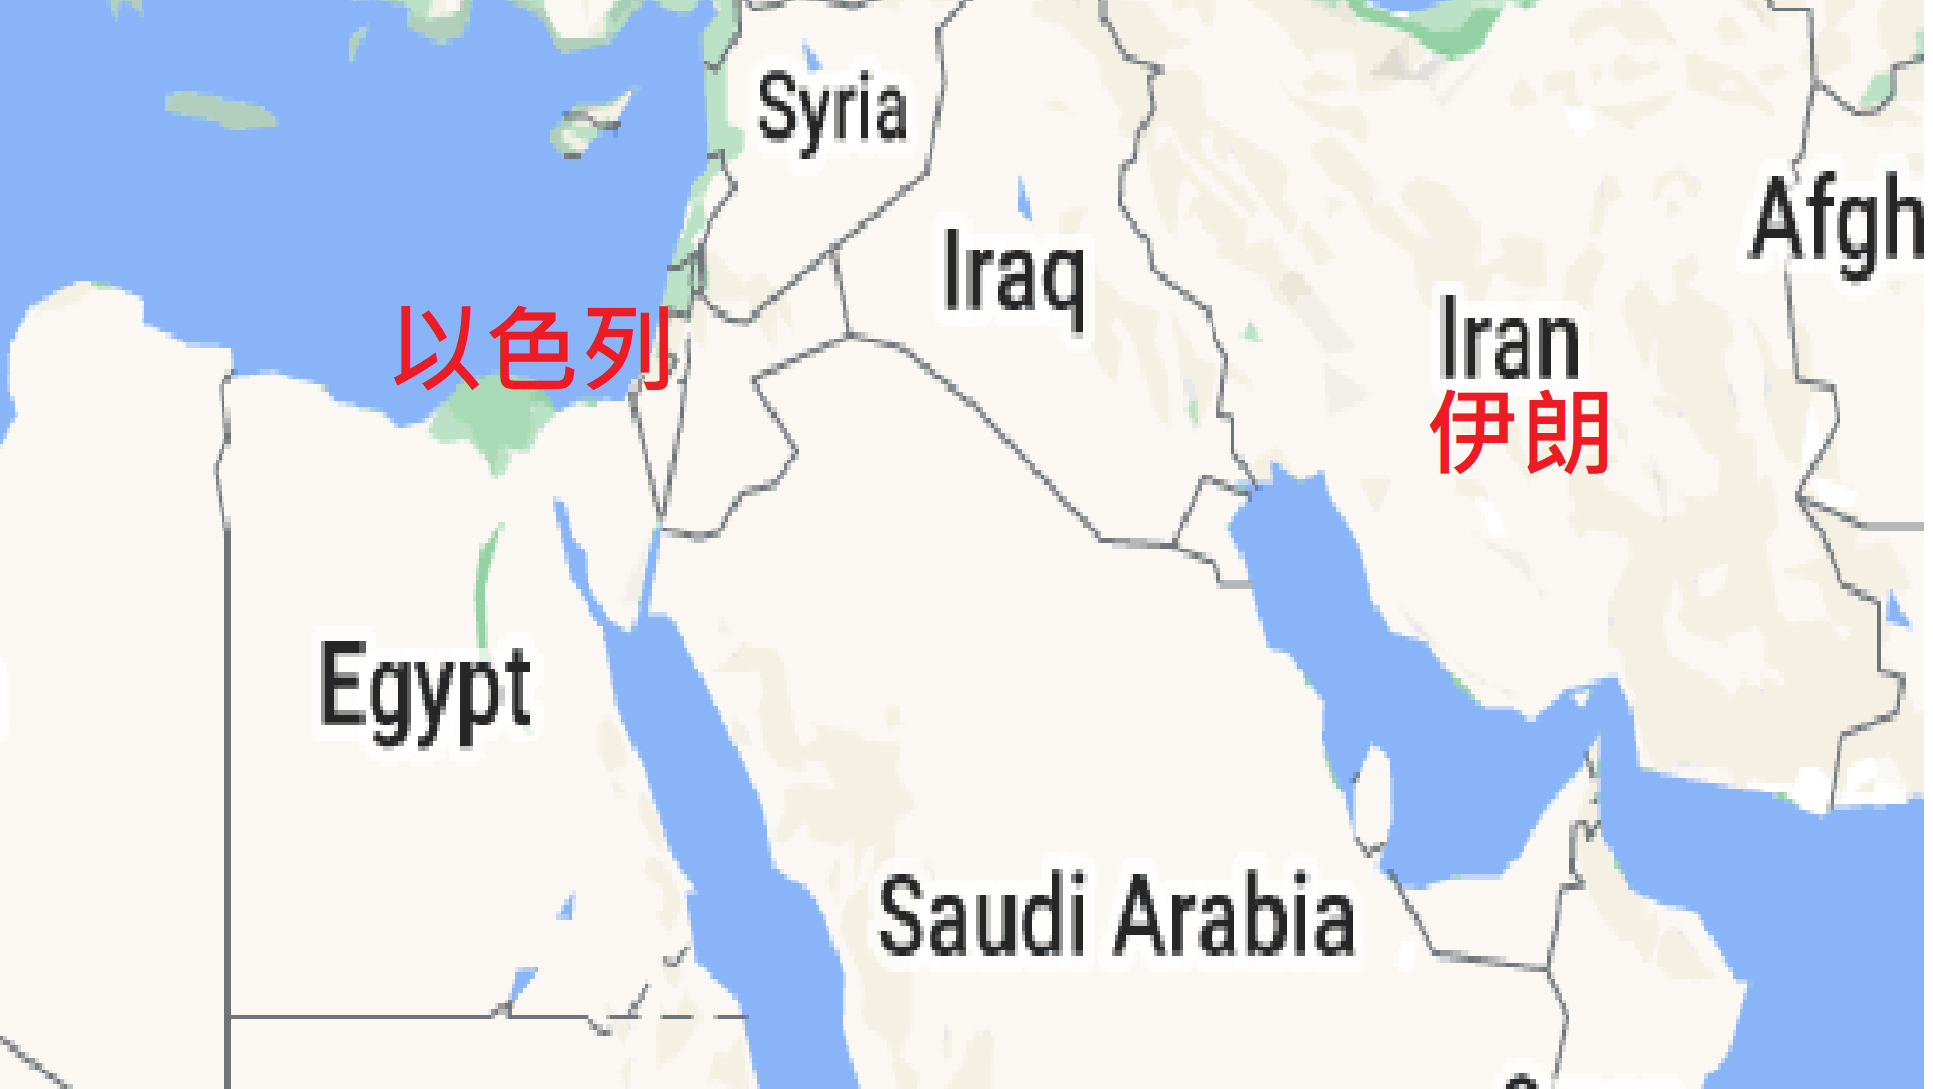 Syria
Afgh
Iraq
以色列
Iran
伊朗
Egypt
Saudi Arabia